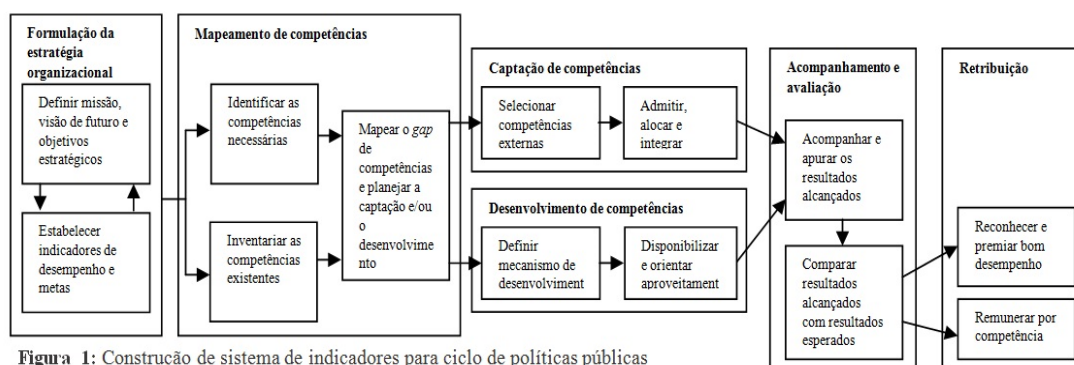 Formulação da
estratégia
organizacional
Definir missão,
visão de futuro e
objetivos
estratégicos
Estabelecer
indicadores de
desempenho e
metas
Mapeamento de competências
Identificar as
competências
necessárias
Inventariar as
competências
existentes
Mapear o gap
de
competências
e planejar a
captação e/ou
o
desenvolvime
nto
Captação de competências
Selecionar
competências
externas
Admitir,
alocar e
integrar
Desenvolvimento de competências
Definir
mecanismo de
desenvolviment
Disponibilizar
e orientar
aproveitament
Acompanhamento e
avaliação
Acompanhar e
apurar os
resultados
alcançados
Comparar
resultados
alcançados
com resultados
esperados
Retribuição
Reconhecer e
premiar bom
desempenho
Remunerar por
competência
Figura 1: Construção de sistema de indicadores para ciclo de políticas públicas